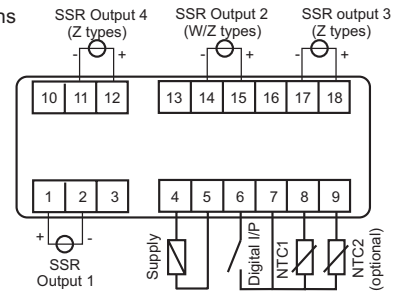 ns
SSR Output 4
(Z types)
SSR Output 2
(W/Z types)
SSR output 3
(Z types)
- +
- +
- +
10 11 12 13 14 15 16 17 18
1 2 3 4 5 6 7 8 9
+ -
SSR
Output 1
Supply
Digital I/P
NTC1
NTC2
(optional)